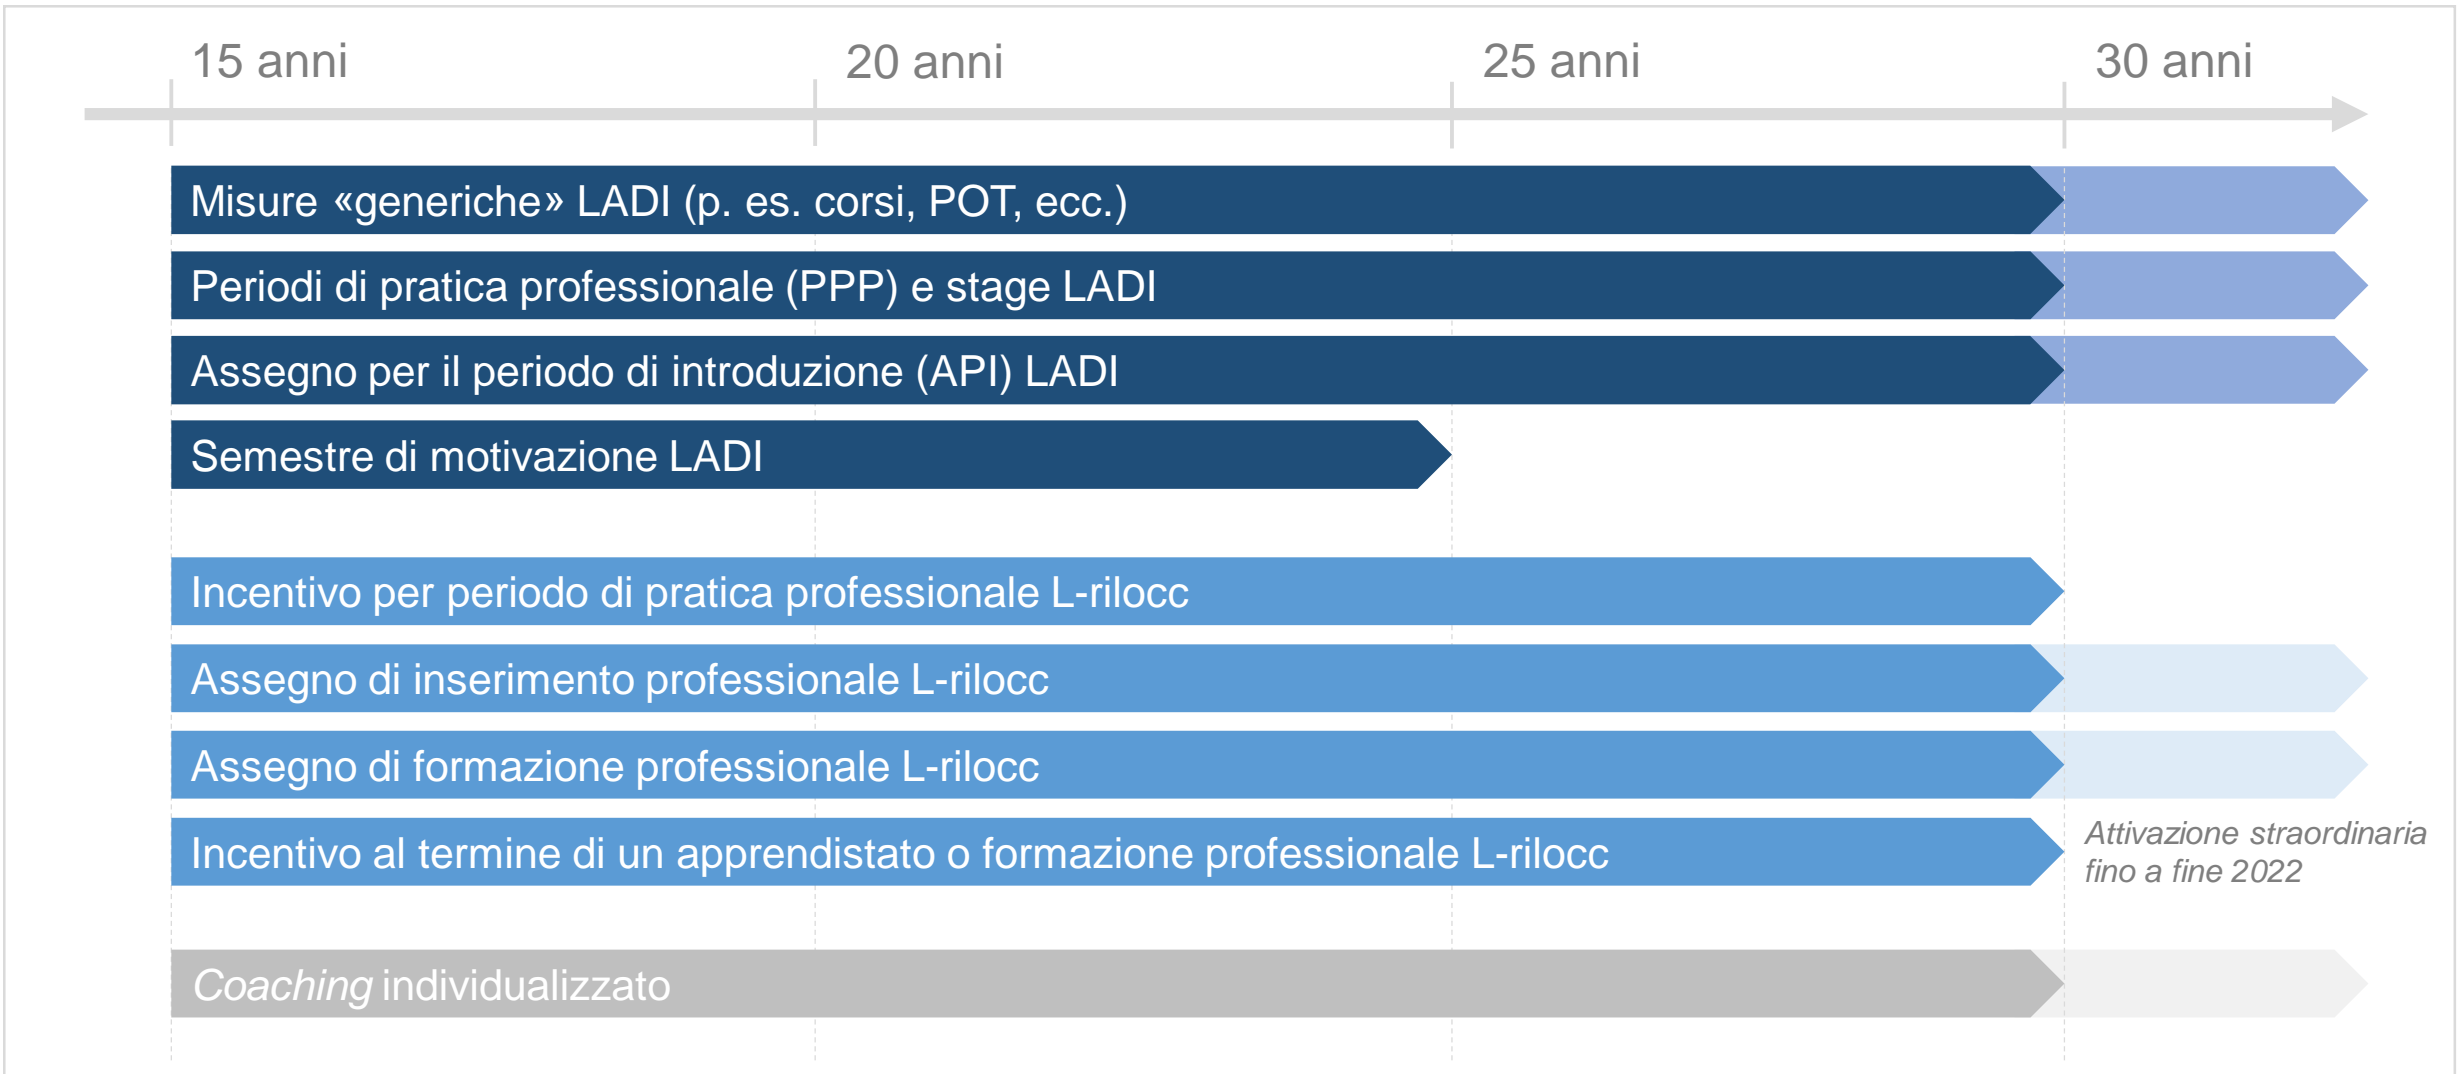 15 anni
20 anni
25 anni
30 anni
Misure «generiche» LADI (p. es. corsi, POT, ecc.)
Periodi di pratica professionale (PPP) e stage LADI
Assegno per il periodo di introduzione (API) LADI
Semestre di motivazione LADI
Incentivo per periodo di pratica professionale L-rilocc
Assegno di inserimento professionale L-rilocc
Assegno di formazione professionale L-rilocc
Incentivo al termine di un apprendistato o formazione professionale L-rilocc
Attivazione straordinaria
fino a fine 2022
Coaching individualizzato